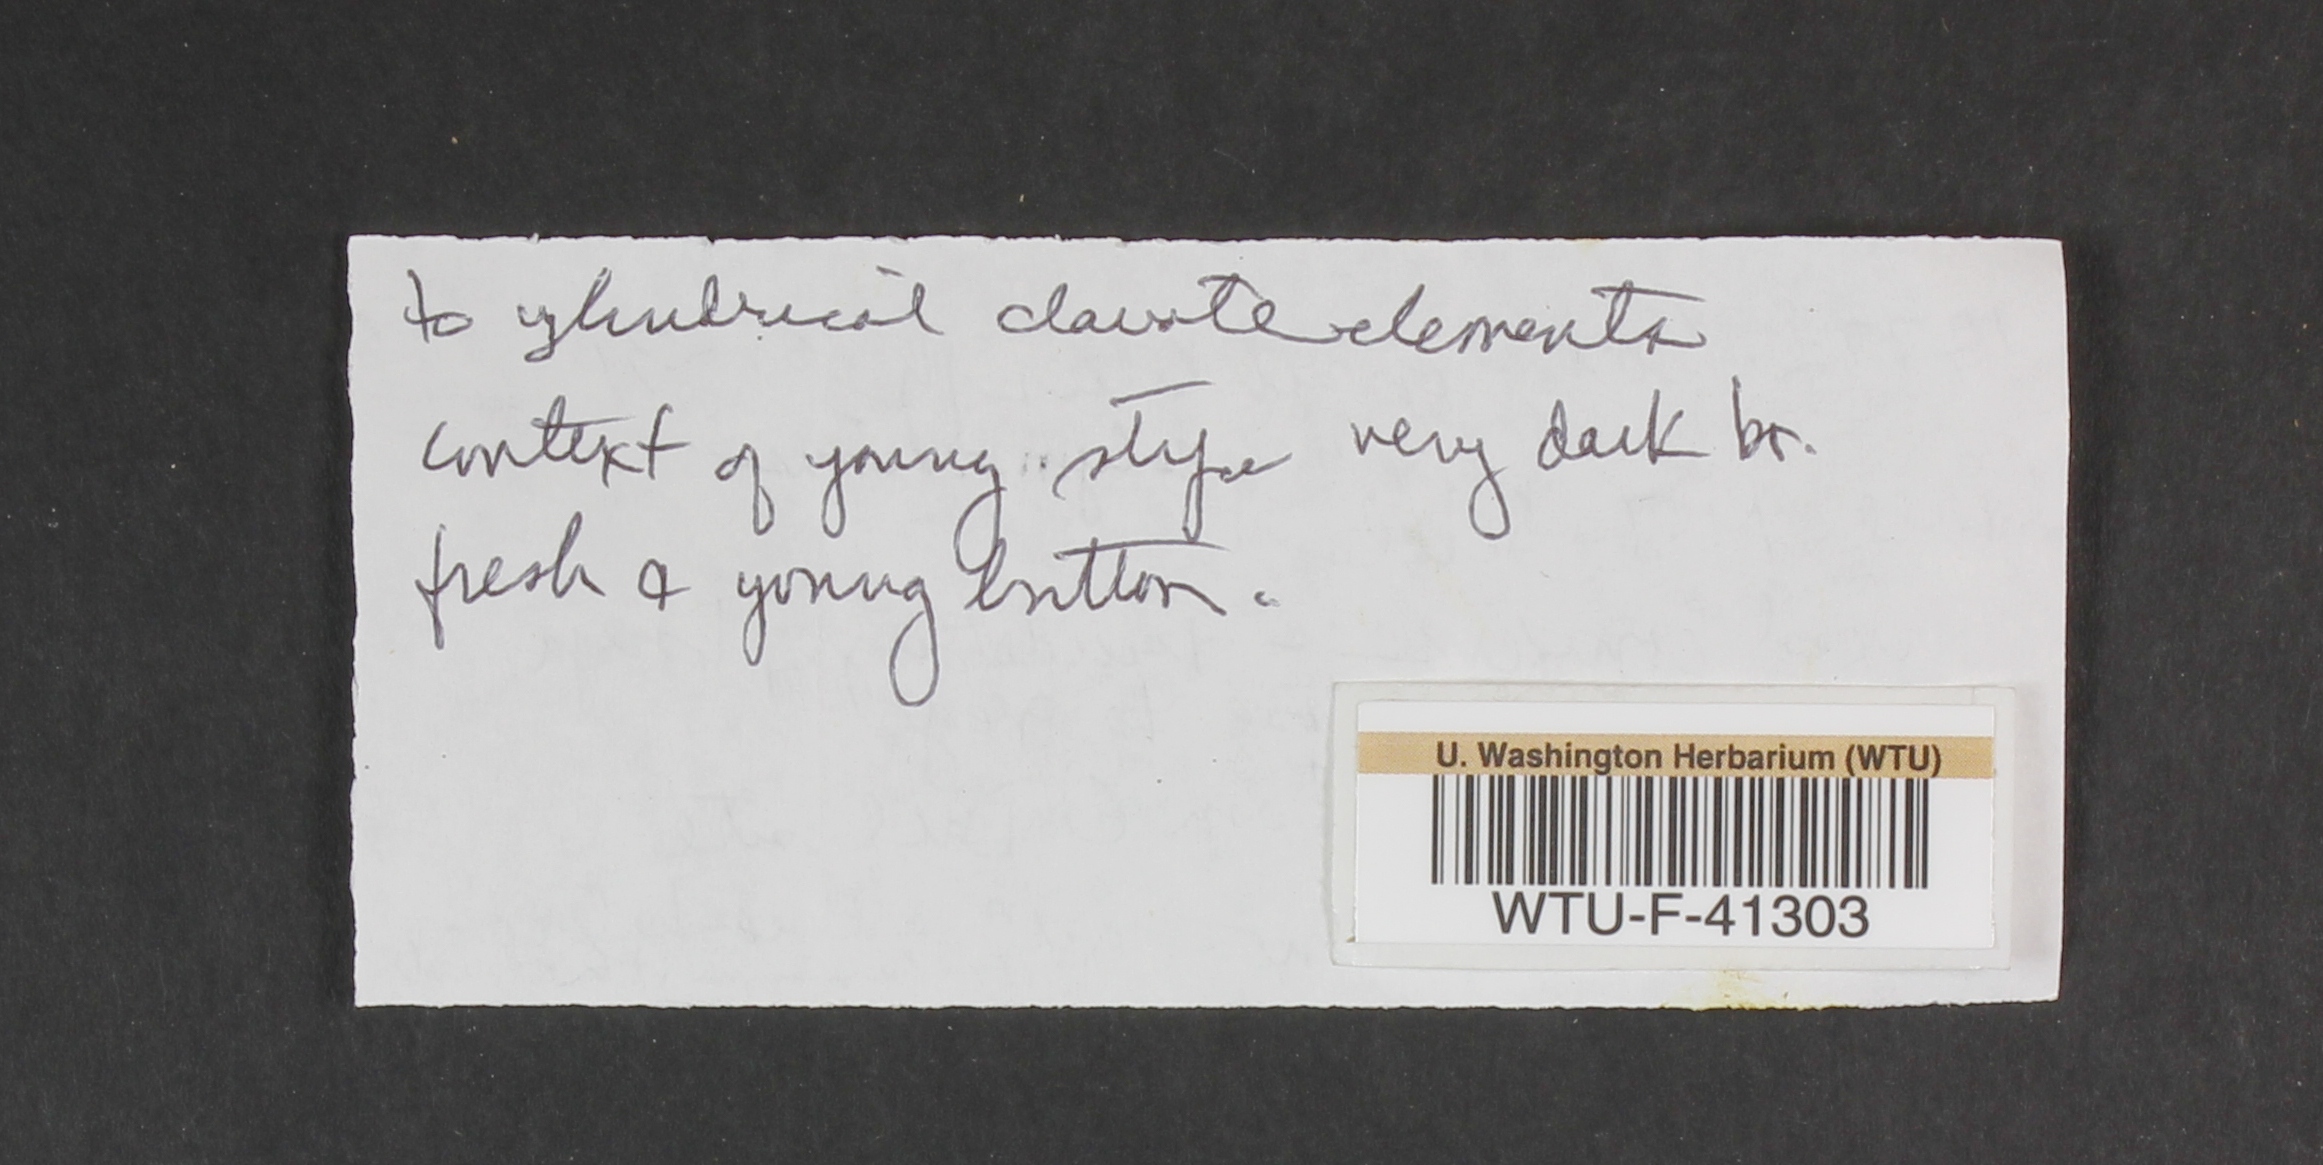 to cylindrical clavate elements
context of young stipe very dark br.
fresh & young button.
U. Washington Herbarium (WTU)
WTU-F-41303